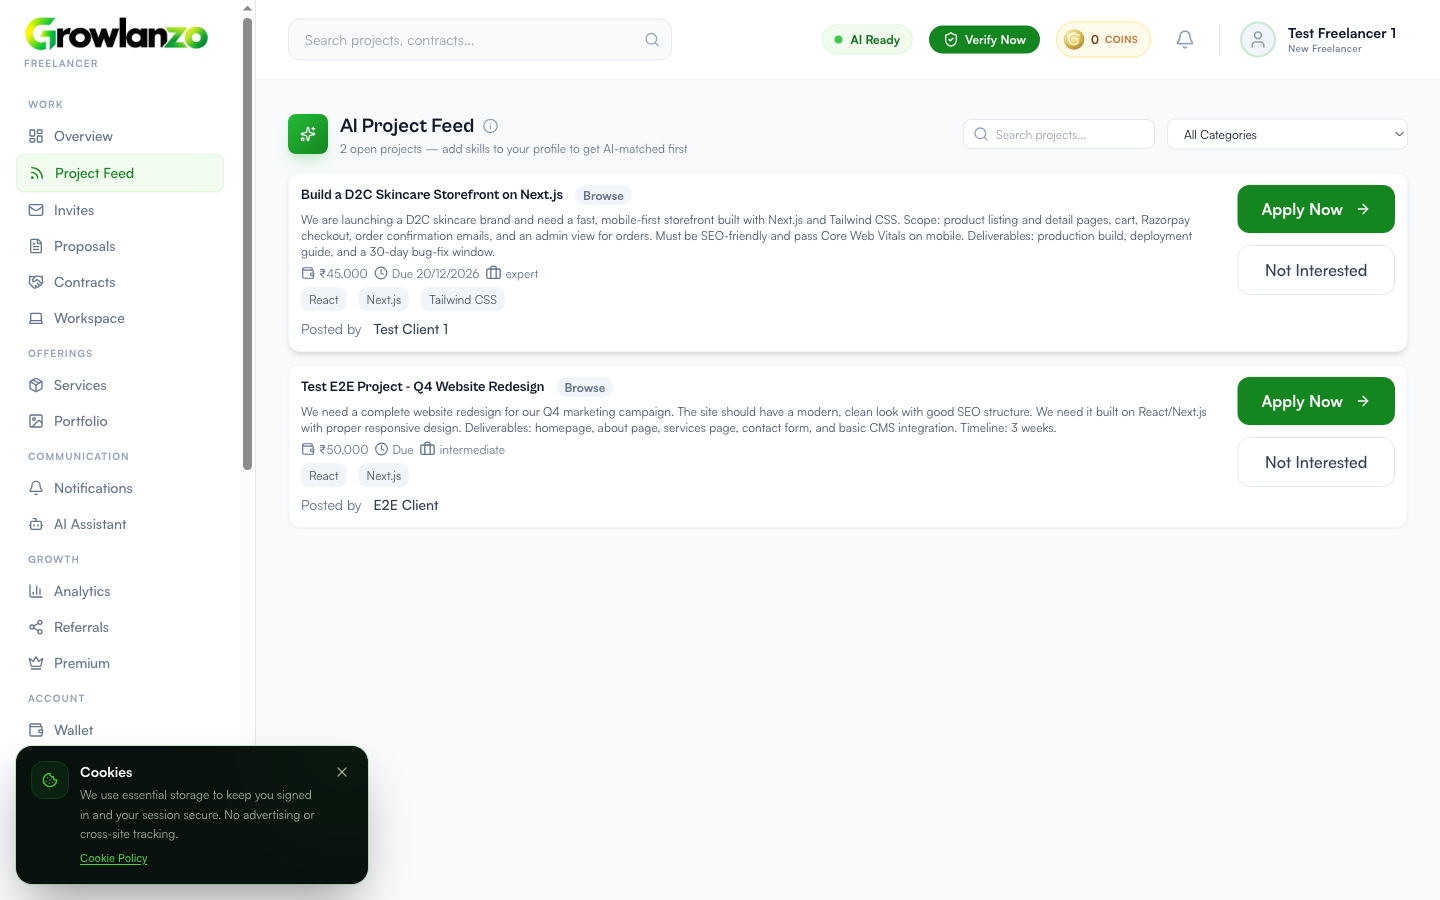 Growlanzo
FREELANCER
WORK
Overview
Project Feed
Invites
Proposals
Contracts
Workspace
OFFERINGS
Services
Portfolio
COMMUNICATION
Notifications
AI Assistant
GROWTH
Analytics
Referrals
Premium
ACCOUNT
Wallet
Search projects, contracts...
AI Ready
Verify Now
0 COINS
Test Freelancer 1
New Freelancer
AI Project Feed
2 open projects — add skills to your profile to get AI-matched first
Search projects...
All Categories
Build a D2C Skincare Storefront on Next.js Browse
We are launching a D2C skincare brand and need a fast, mobile-first storefront built with Next.js and Tailwind CSS. Scope: product listing and detail pages, cart, Razorpay
checkout, order confirmation emails, and an admin view for orders. Must be SEO-friendly and pass Core Web Vitals on mobile. Deliverables: production build, deployment
guide, and a 30-day bug-fix window.
₹45,000 Due 20/12/2026 expert
React Next.js Tailwind CSS
Posted by Test Client 1
Apply Now
Not Interested
Test E2E Project - Q4 Website Redesign Browse
We need a complete website redesign for our Q4 marketing campaign. The site should have a modern, clean look with good SEO structure. We need it built on React/Next.js
with proper responsive design. Deliverables: homepage, about page, services page, contact form, and basic CMS integration. Timeline: 3 weeks.
₹50,000 Due intermediate
React Next.js
Posted by E2E Client
Apply Now
Not Interested
Cookies
We use essential storage to keep you signed
in and your session secure. No advertising or
cross-site tracking.
Cookie Policy